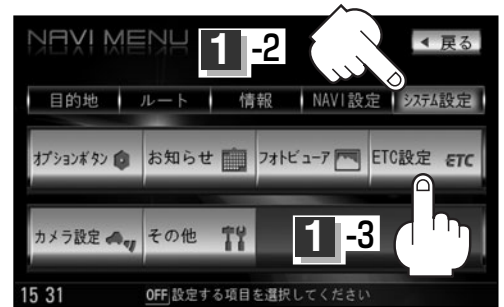 NAVI MENU
1 -2
◀ 戻る
目的地 ルート 情報 NAVI設定 システム設定
オプションボタン お知らせ フォトビューア ETC設定 ETC
カメラ設定 その他
1 -3
15 31 OFF 設定する項目を選択してください